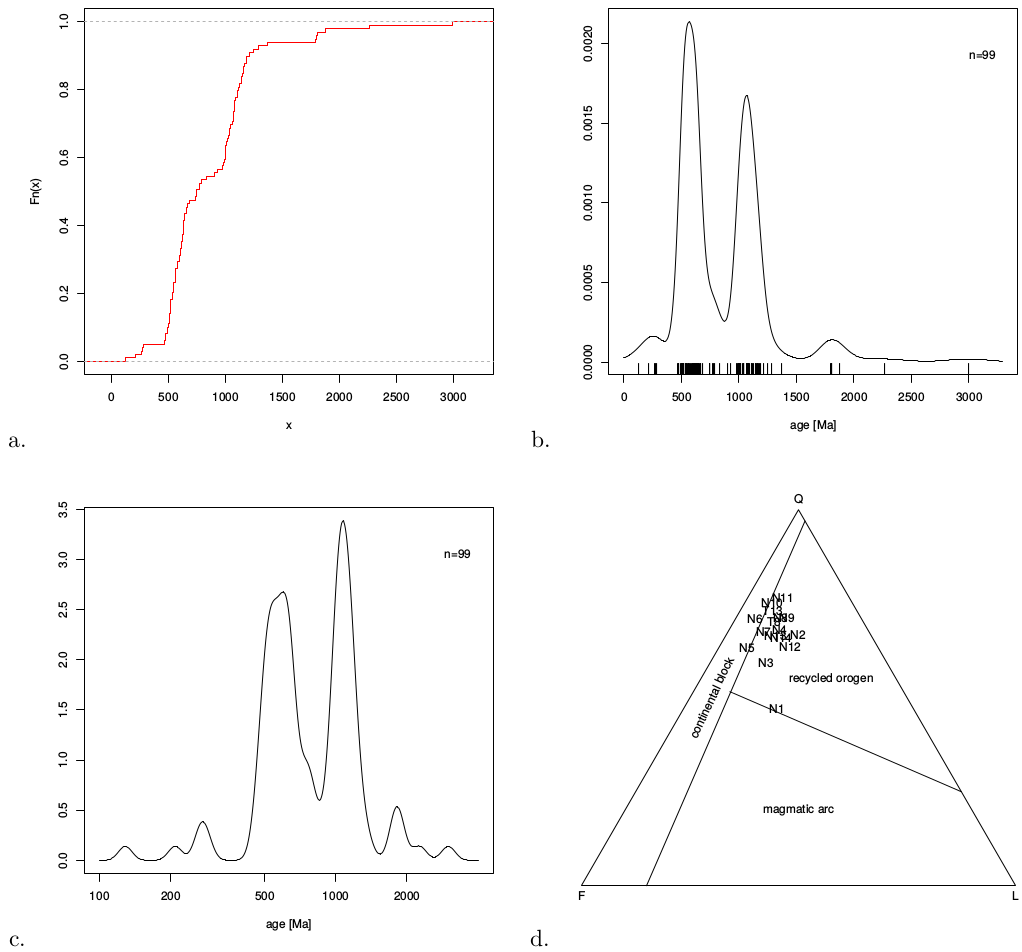 1.0
0.8
0.6
0.4
0.2
0.0
Fn(x)
0 500 1000 1500 2000 2500 3000
x
a.
0.0020
0.0015
0.0010
0.0005
0.0000
n=99
0 500 1000 1500 2000 2500 3000
age [Ma]
b.
3.5
3.0
2.5
2.0
1.5
1.0
0.5
0.0
n=99
100 200 500 1000 2000
age [Ma]
c.
Q
N11
N10
N6
N2
N5
N12
N3
N1
N14
continental block
recycled orogen
magmatic arc
F L
d.